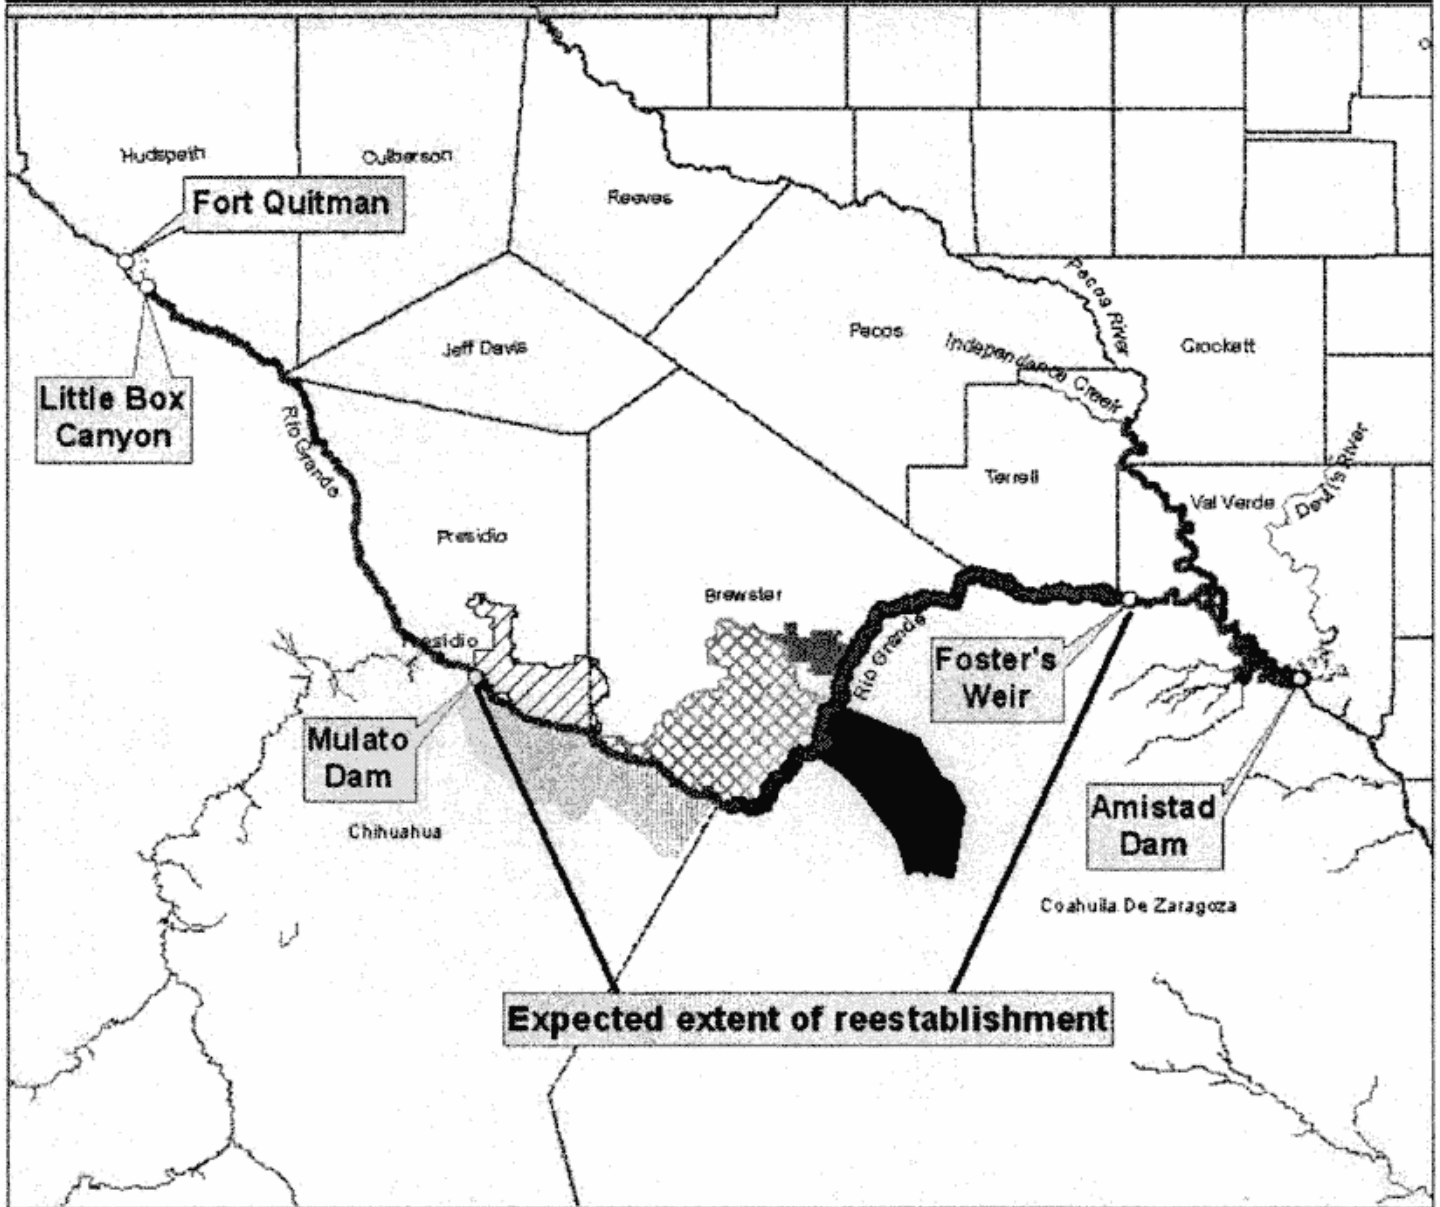 Hudspeth
Culberson
Fort Quitman
Reeves
Pecos River
Pecos
Independance Creek
Crockett
Jeff Davis
Little Box
Canyon
Rio Grande
Terrell
Val Verde
Devil's River
Presidio
Brewster
Presidio
Rio Grande
Foster's
Weir
Mulato
Dam
Amistad
Dam
Chihuahua
Coahuila De Zaragoza
Expected extent of reestablishment